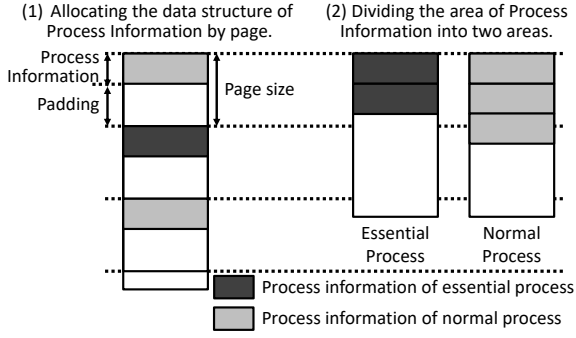 (1) Allocating the data structure of
Process Information by page.
(2) Dividing the area of Process
Information into two areas.
Process
Information
Padding
Page size
Essential
Process
Normal
Process
Process information of essential process
Process information of normal process